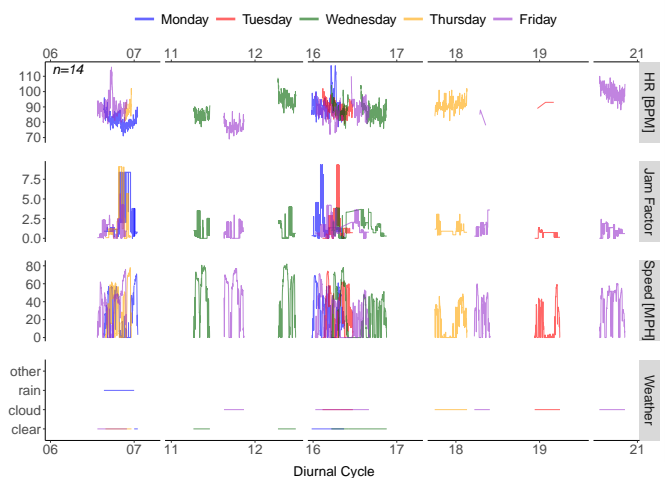 Monday Tuesday Wednesday Thursday Friday
06 07 11 12 16 17 18 19 21
n=14
110
100
90
80
70
HR [BPM]
7.5
5.0
2.5
0.0
Jam Factor
80
60
40
20
0
Speed [MPH]
other
rain
cloud
clear
Weather
06 07 11 12 16 17 18 19 21
Diurnal Cycle